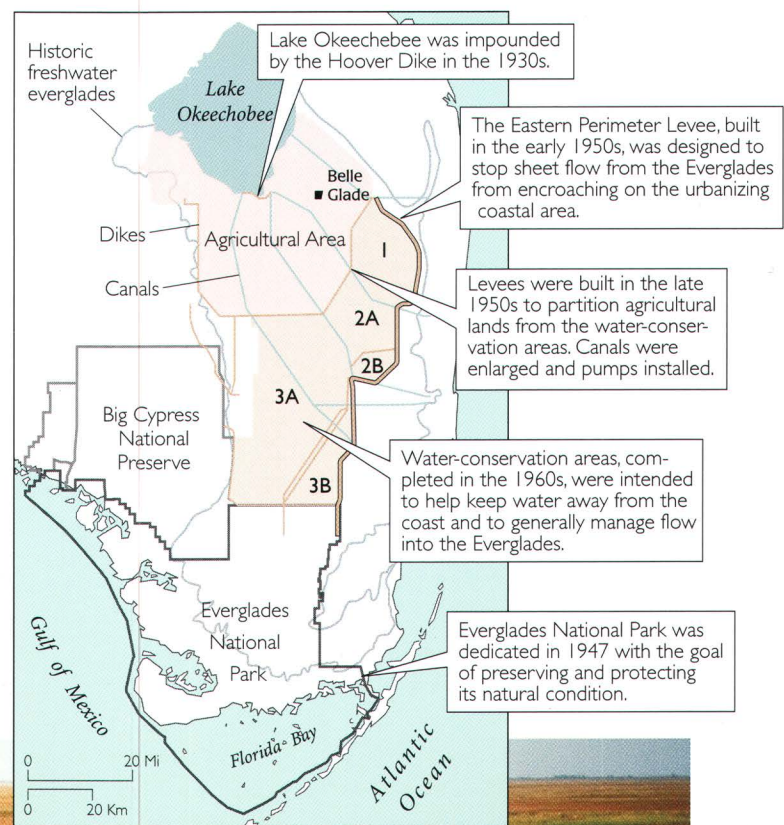 Historic
freshwater
everglades
Lake
Okeechobee
Lake Okeechebee was impounded
by the Hoover Dike in the 1930s.
The Eastern Perimeter Levee, built
in the early 1950s, was designed to
stop sheet flow from the Everglades
from encroaching on the urbanizing
coastal area.
Belle
Glade
Dikes
Agricultural Area
Canals
1
Levees were built in the late
1950s to partition agricultural
lands from the water-conser-
vation areas. Canals were
enlarged and pumps installed.
2A
2B
3A
Big Cypress
National
Preserve
Water-conservation areas, com-
pleted in the 1960s, were intended
to help keep water away from the
coast and to generally manage flow
into the Everglades.
3B
Everglades
National
Park
Everglades National Park was
dedicated in 1947 with the goal
of preserving and protecting
its natural condition.
Gulf of Mexico
Florida Bay
Atlantic
Ocean
0 20 Mi
0 20 Km